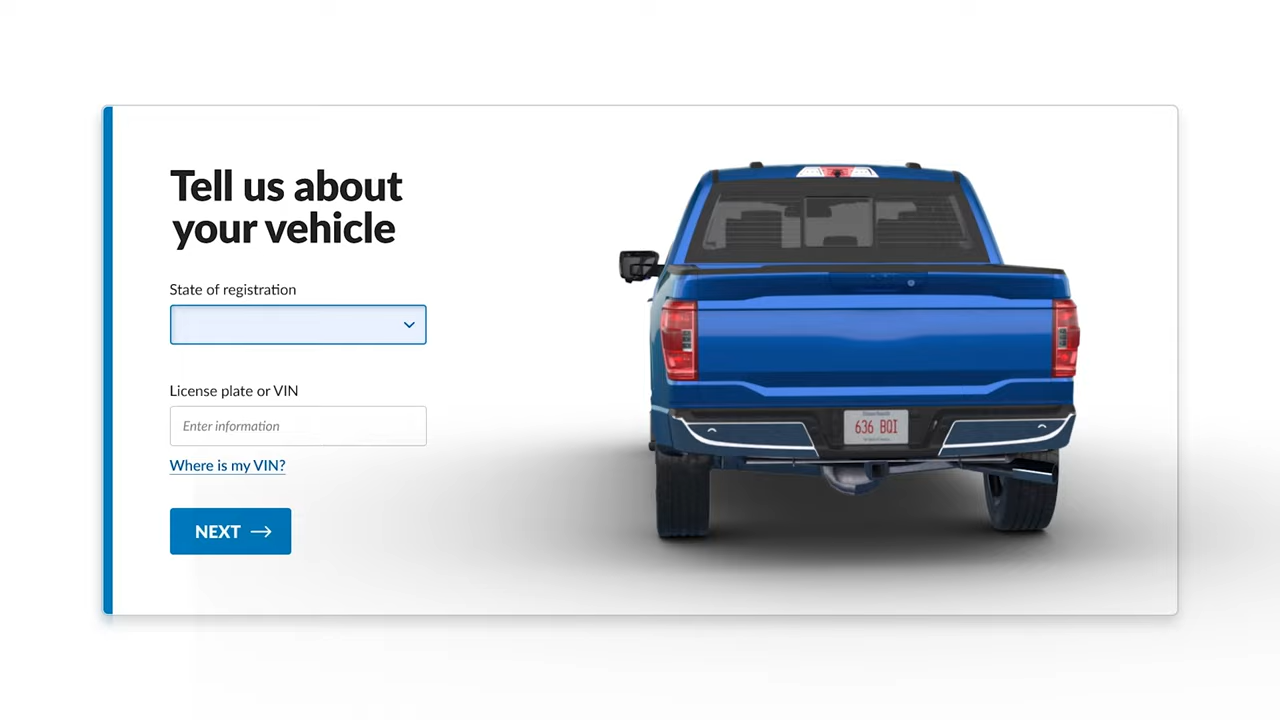 Tell us about
your vehicle
State of registration
License plate or VIN
Enter information
Where is my VIN?
NEXT
636 BQI